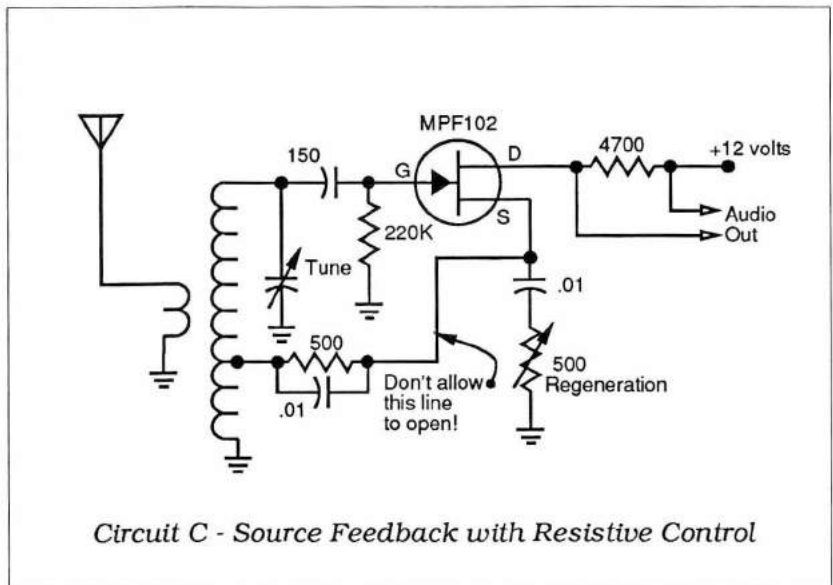 MPF102
4700
+12 volts
150
G
D
S
Audio
Out
220K
Tune
.01
500
500
Regeneration
.01
Don't allow
this line
to open!
Circuit C - Source Feedback with Resistive Control